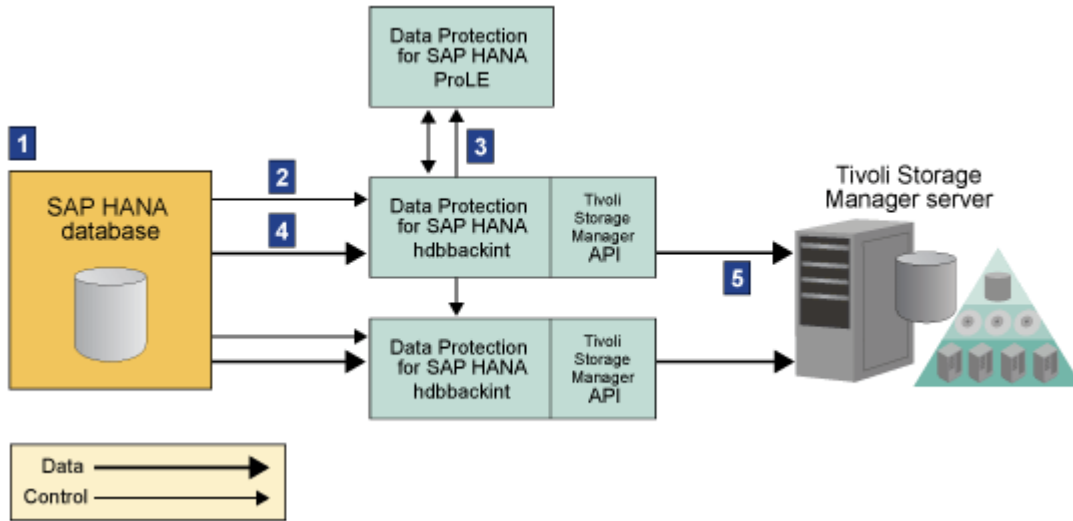 Data Protection
for SAP HANA
ProLE
1
3
2
SAP HANA
database
4
Data Protection
for SAP HANA
hdbbackint
Tivoli
Storage
Manager
API
5
Tivoli Storage
Manager server
Data Protection
for SAP HANA
hdbbackint
Tivoli
Storage
Manager
API
Data
Control